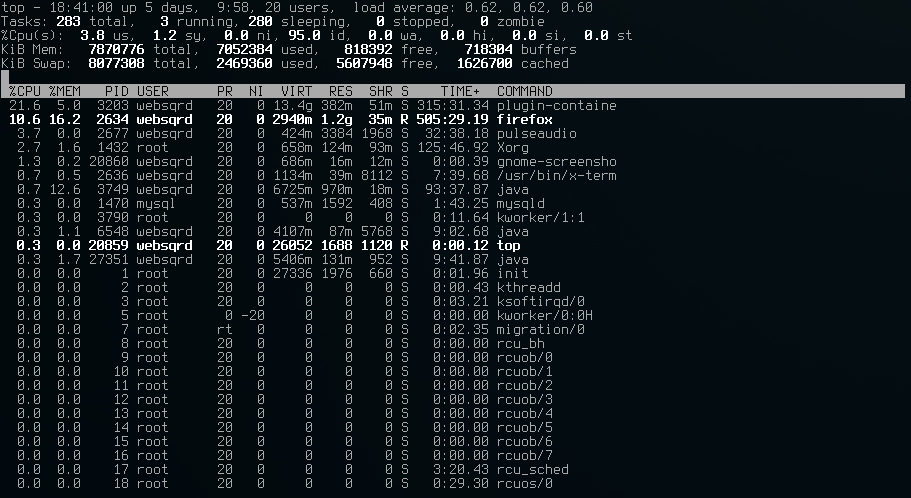 top - 18:41:00 up 5 days,  9:58, 20 users,  load average: 0.62, 0.62, 0.60
Tasks: 283 total,   3 running, 280 sleeping,   0 stopped,   0 zombie
%Cpu(s):  3.8 us,  1.2 sy,  0.0 ni, 95.0 id,  0.0 wa,  0.0 hi,  0.0 si,  0.0 st
KiB Mem:   7870776 total,  7052384 used,   818392 free,   718304 buffers
KiB Swap:  8077308 total,  2469360 used,  5607948 free,  1626700 cached
%CPU %MEM   PID USER      PR  NI  VIRT  RES  SHR S    TIME+  COMMAND
21.6  5.0  3203 websqrd   20   0 13.4g 382m  51m S 315:31.34 plugin-containe
10.6 16.2  2634 websqrd   20   0 2940m 1.2g  35m R 505:29.19 firefox
3.7  0.0  2677 websqrd   20   0  424m 3384 1968 S  32:38.18 pulseaudio
2.7  1.6  1432 root      20   0  658m 124m  93m S 125:46.92 Xorg
1.3  0.2 20860 websqrd   20   0  686m  16m  12m S   0:00.39 gnome-screensho
0.7  0.5  2636 websqrd   20   0 1134m  39m 8112 S   7:39.68 /usr/bin/x-term
0.7 12.6  3749 websqrd   20   0 6725m 970m  18m S  93:37.87 java
0.3  0.0  1470 mysql     20   0  537m 1592  408 S   1:43.25 mysqld
0.3  0.0  3790 root      20   0     0    0    0 S   0:11.64 kworker/1:1
0.3  1.1  6548 websqrd   20   0 4107m  87m 5768 S   9:02.68 java
0.3  0.0 20859 websqrd   20   0 26052 1688 1120 R   0:00.12 top
0.3  1.7 27351 websqrd   20   0 5406m 131m  952 S   9:41.87 java
0.0  0.0     1 root      20   0 27336 1976  660 S   0:01.96 init
0.0  0.0     2 root      20   0     0    0    0 S   0:00.43 kthreadd
0.0  0.0     3 root      20   0     0    0    0 S   0:03.21 ksoftirqd/0
0.0  0.0     5 root       0 -20     0    0    0 S   0:00.00 kworker/0:0H
0.0  0.0     7 root      rt   0     0    0    0 S   0:02.35 migration/0
0.0  0.0     8 root      20   0     0    0    0 S   0:00.00 rcu_bh
0.0  0.0     9 root      20   0     0    0    0 S   0:00.00 rcuob/0
0.0  0.0    10 root      20   0     0    0    0 S   0:00.00 rcuob/1
0.0  0.0    11 root      20   0     0    0    0 S   0:00.00 rcuob/2
0.0  0.0    12 root      20   0     0    0    0 S   0:00.00 rcuob/3
0.0  0.0    13 root      20   0     0    0    0 S   0:00.00 rcuob/4
0.0  0.0    14 root      20   0     0    0    0 S   0:00.00 rcuob/5
0.0  0.0    15 root      20   0     0    0    0 S   0:00.00 rcuob/6
0.0  0.0    16 root      20   0     0    0    0 S   0:00.00 rcuob/7
0.0  0.0    17 root      20   0     0    0    0 S   3:20.43 rcu_sched
0.0  0.0    18 root      20   0     0    0    0 S   0:29.30 rcuos/0